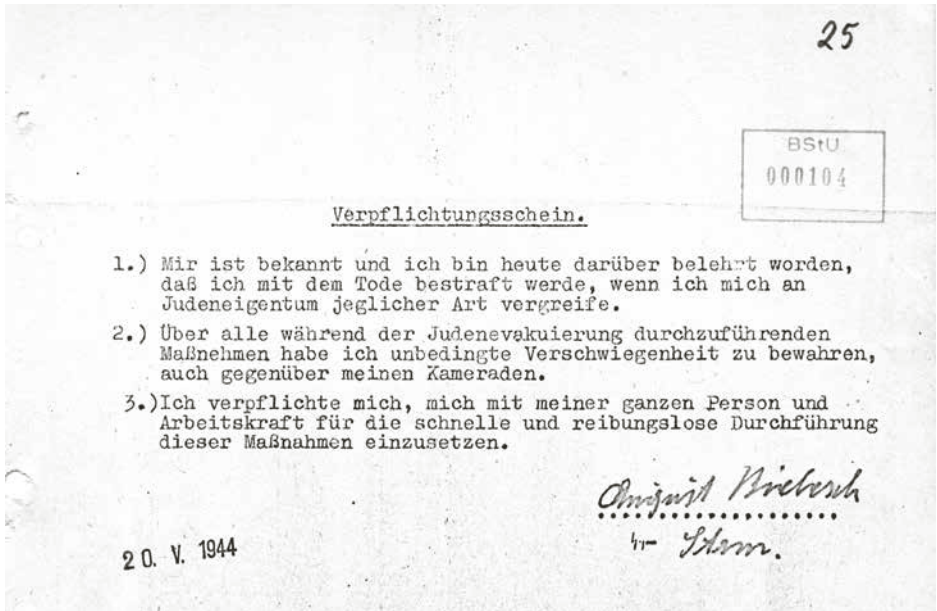 25
BStU
000104
Verpflichtungsschein.
1.) Mir ist bekannt und ich bin heute darüber belehrt worden,
daß ich mit dem Tode bestraft werde, wenn ich mich an
Judeneigentum jeglicher Art vergreife.
2.) Über alle während der Judenevakuierung durchzuführenden
Maßnehmen habe ich unbedingte Verschwiegenheit zu bewahren,
auch gegenüber meinen Kameraden.
3.)Ich verpflichte mich, mich mit meiner ganzen Person und
Arbeitskraft für die schnelle und reibungslose Durchführung
dieser Maßnahmen einzusetzen.
August
20. V. 1944